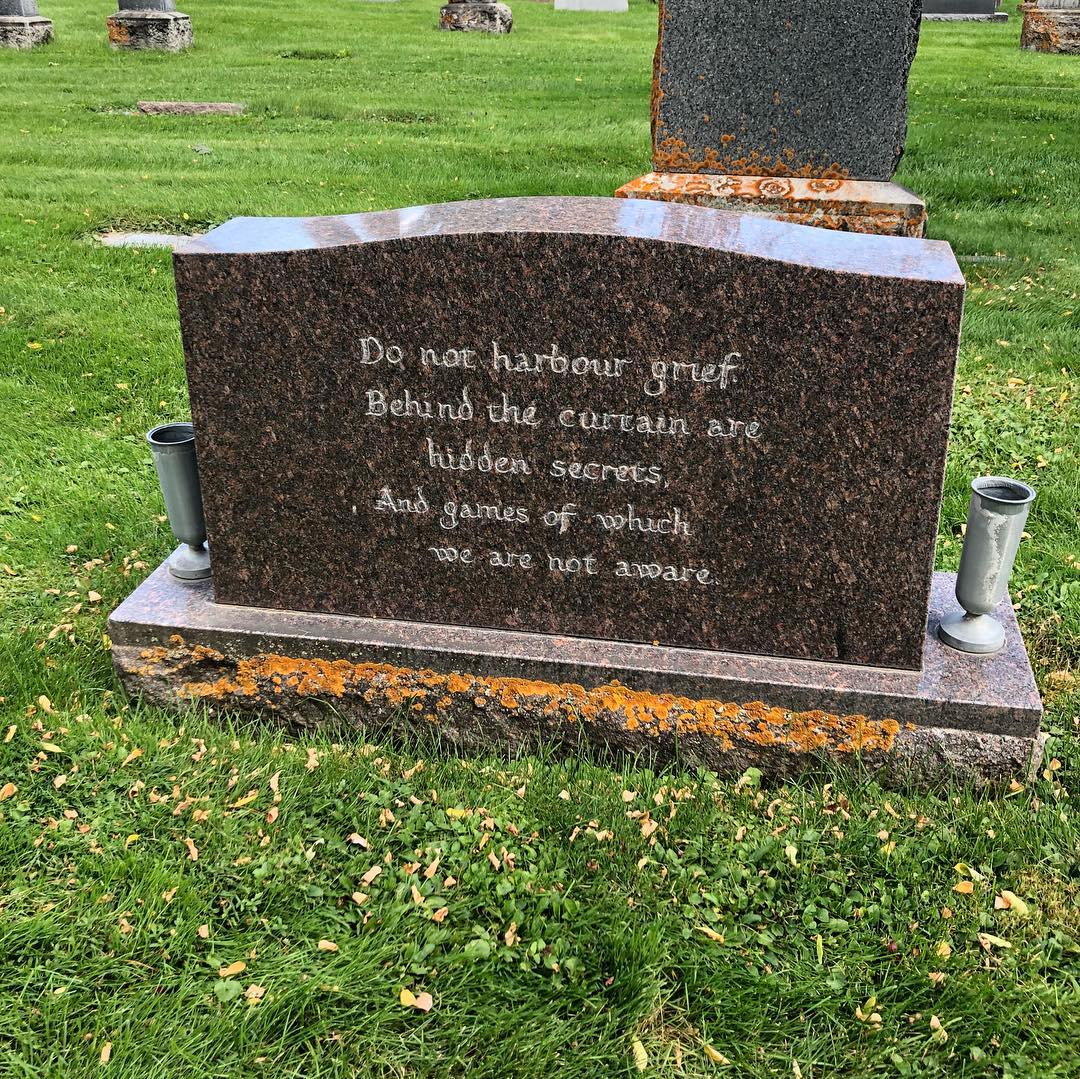 Do not harbour grief.
Behind the curtain are
hidden secrets,
And games of which
we are not aware.